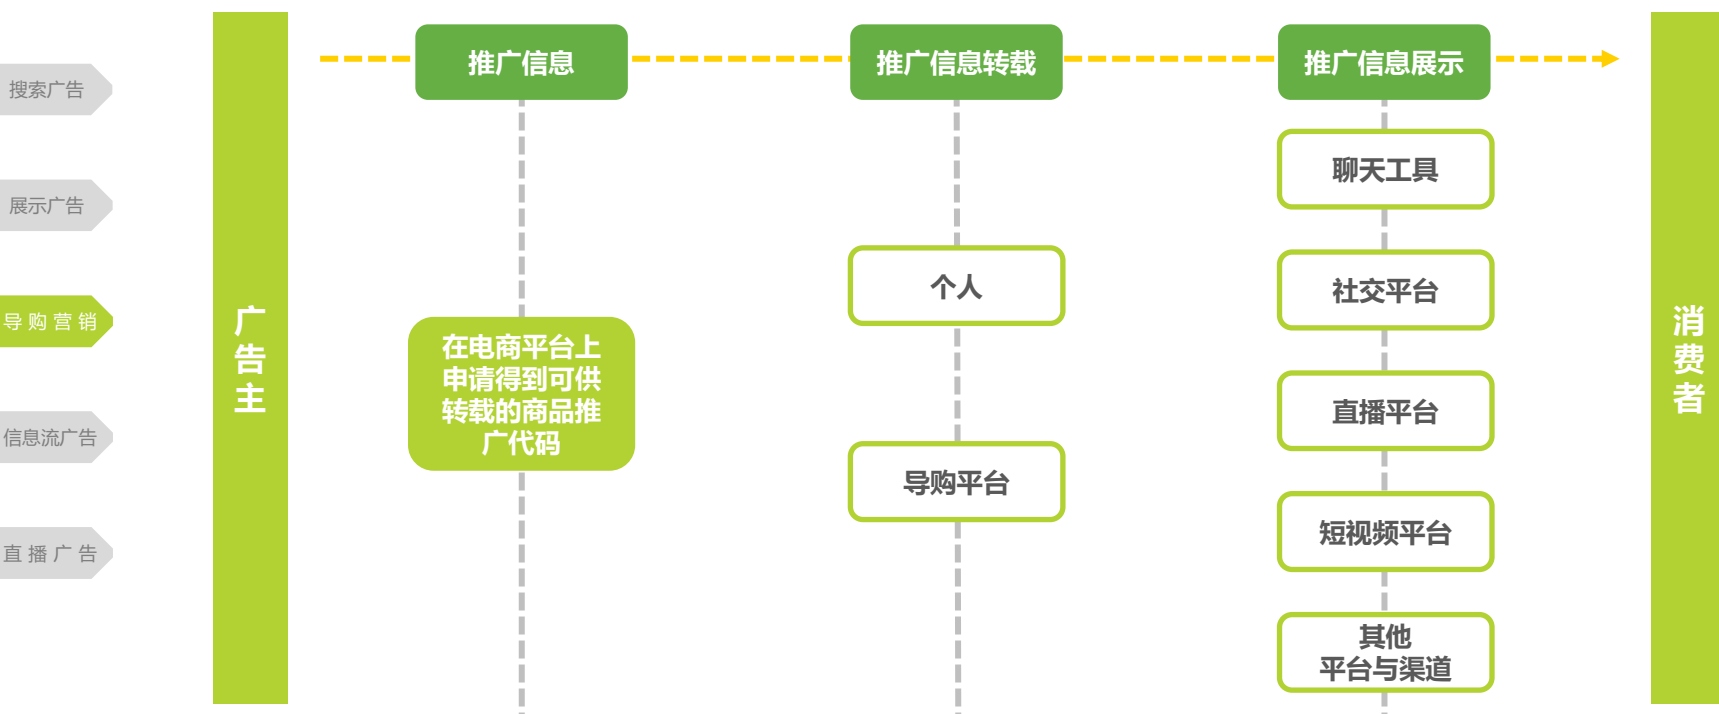 搜索广告
展示广告
导购营销
信息流广告
直播广告
广告主
推广信息
在电商平台上
申请得到可供
转载的商品推
广代码
推广信息转载
个人
导购平台
推广信息展示
聊天工具
社交平台
直播平台
短视频平台
其他
平台与渠道
消费者